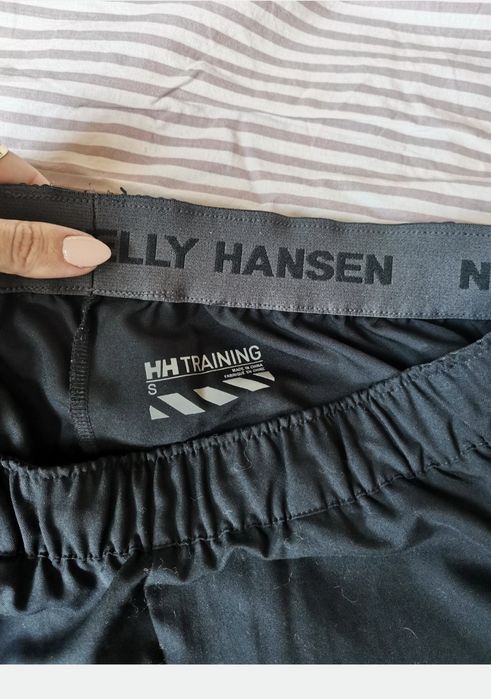 ELLY HANSEN N
HH TRAINING
S
MADE IN CHINA
FABRIQUÉ EN CHINE